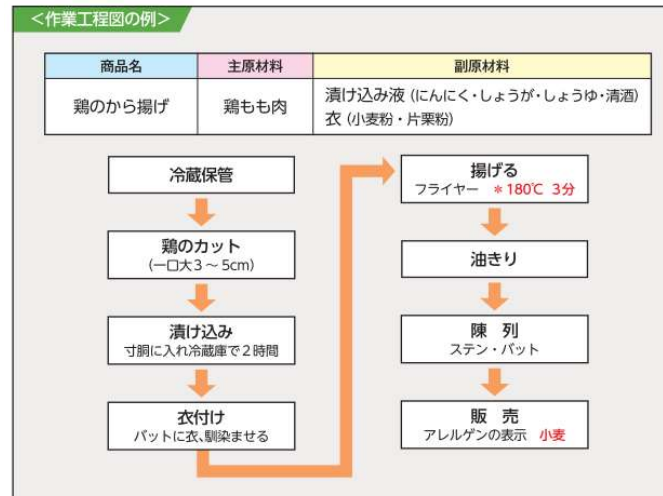 <作業工程図の例>
商品名
主原材料
副原材料
鶏のから揚げ
鶏もも肉
漬け込み液 (にんにく・しょうが・しょうゆ・清酒)
衣 (小麦粉・片栗粉)
冷蔵保管
鶏のカット
(一口大3~5cm)
漬け込み
寸胴に入れ冷蔵庫で2時間
衣付け
バットに衣、馴染ませる
揚げる
フライヤー *180℃ 3分
油きり
陳 列
ステン・バット
販 売
アレルゲンの表示 小麦